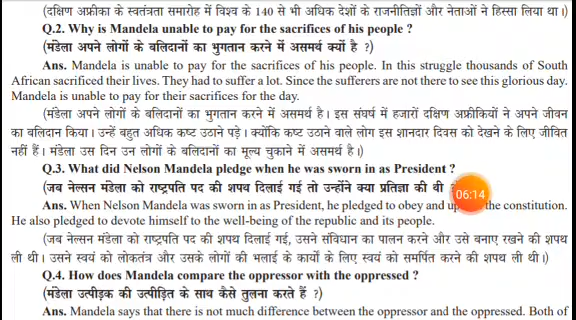 (दक्षिण अफ्रीका के स्वतंत्रता समारोह में विश्व के 140 से भी अधिक देशों के राजनीतिज्ञों और नेताओं ने हिस्सा लिया था।)
Q.2. Why is Mandela unable to pay for the sacrifices of his people ?
(मंडेला अपने लोगों के बलिदानों का भुगतान करने में असमर्थ क्यों है ?)
Ans. Mandela is unable to pay for the sacrifices of his people. In this struggle thousands of South
African sacrificed their lives. They had to suffer a lot. Since the sufferers are not there to see this glorious day.
Mandela is unable to pay for their sacrifices for the day.
(मंडेला अपने लोगों के बलिदानों का भुगतान करने में असमर्थ है। इस संघर्ष में हजारों दक्षिण अफ्रीकियों ने अपने जीवन
का बलिदान किया। उन्हें बहुत अधिक कष्ट उठाने पड़े। क्योंकि कष्ट उठाने वाले लोग इस शानदार दिवस को देखने के लिए जीवित
नहीं हैं। मंडेला उस दिन उन लोगों के बलिदानों का मूल्य चुकाने में असमर्थ है।)
Q.3. What did Nelson Mandela pledge when he was sworn in as President ?
(जब नेल्सन मंडेला को राष्ट्रपति पद की शपथ दिलाई गई तो उन्होंने क्या प्रतिज्ञा की थी
06:14
Ans. When Nelson Mandela was sworn in as President, he pledged to obey and the constitution.
He also pledged to devote himself to the well-being of the republic and its people.
(जब नेल्सन मंडेला को राष्ट्रपति पद की शपथ दिलाई गई, उसने संविधान का पालन करने और उसे बनाए रखने की शपथ
ली थी। उसने स्वयं को लोकतंत्र और उसके लोगों की भलाई के कार्यों के लिए स्वयं को समर्पित करने की शपथ ली थी।)
Q.4. How does Mandela compare the oppressor with the oppressed ?
(मंडेला उत्पीड़क की उत्पीड़ित के साथ कैसे तुलना करते हैं ?)
Ans. Mandela says that there is not much difference between the oppressor and the oppressed. Both of